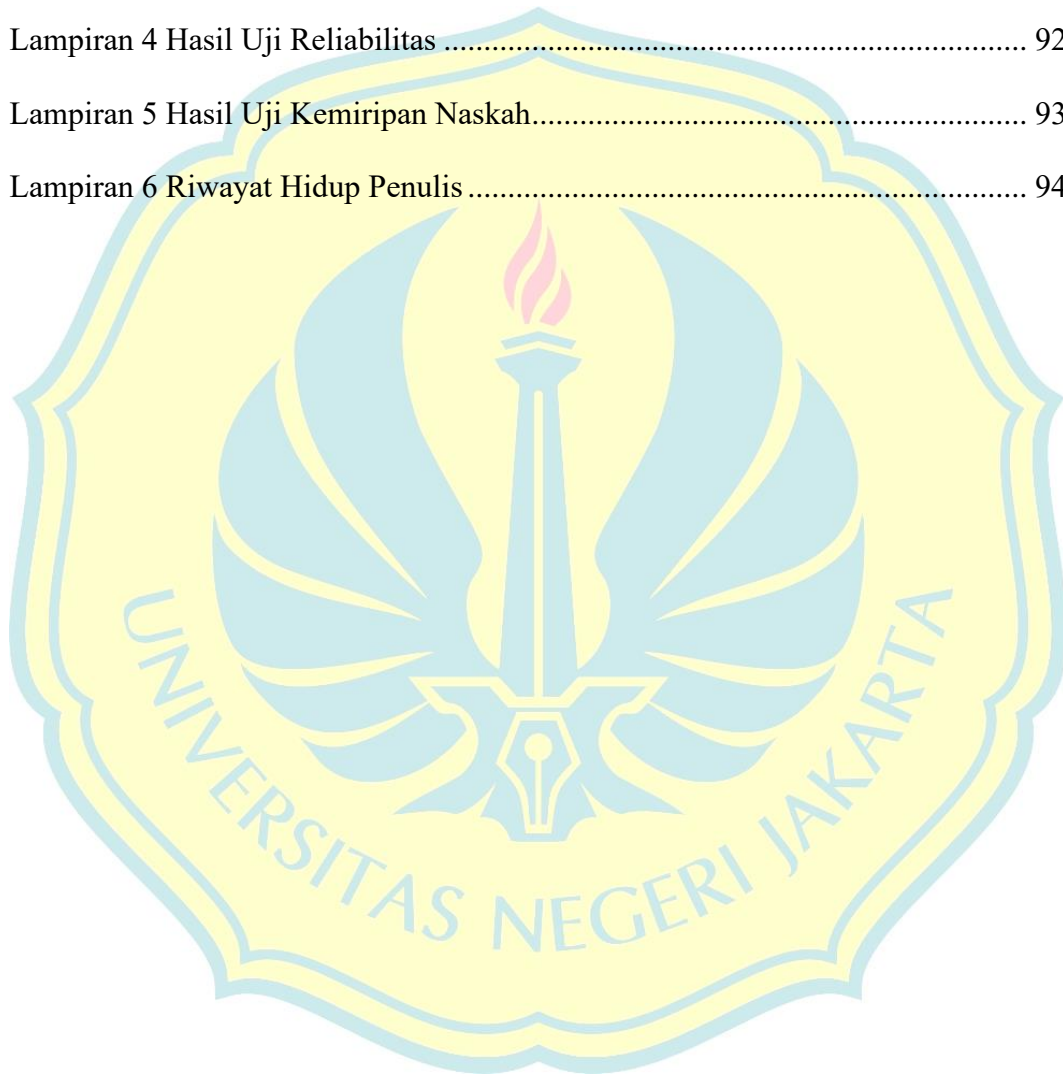 Lampiran 4 Hasil Uji Reliabilitas ........................................................................... 92
Lampiran 5 Hasil Uji Kemiripan Naskah................................................................ 93
Lampiran 6 Riwayat Hidup Penulis ........................................................................ 94
UNIVERSITAS NEGERI JAKARTA